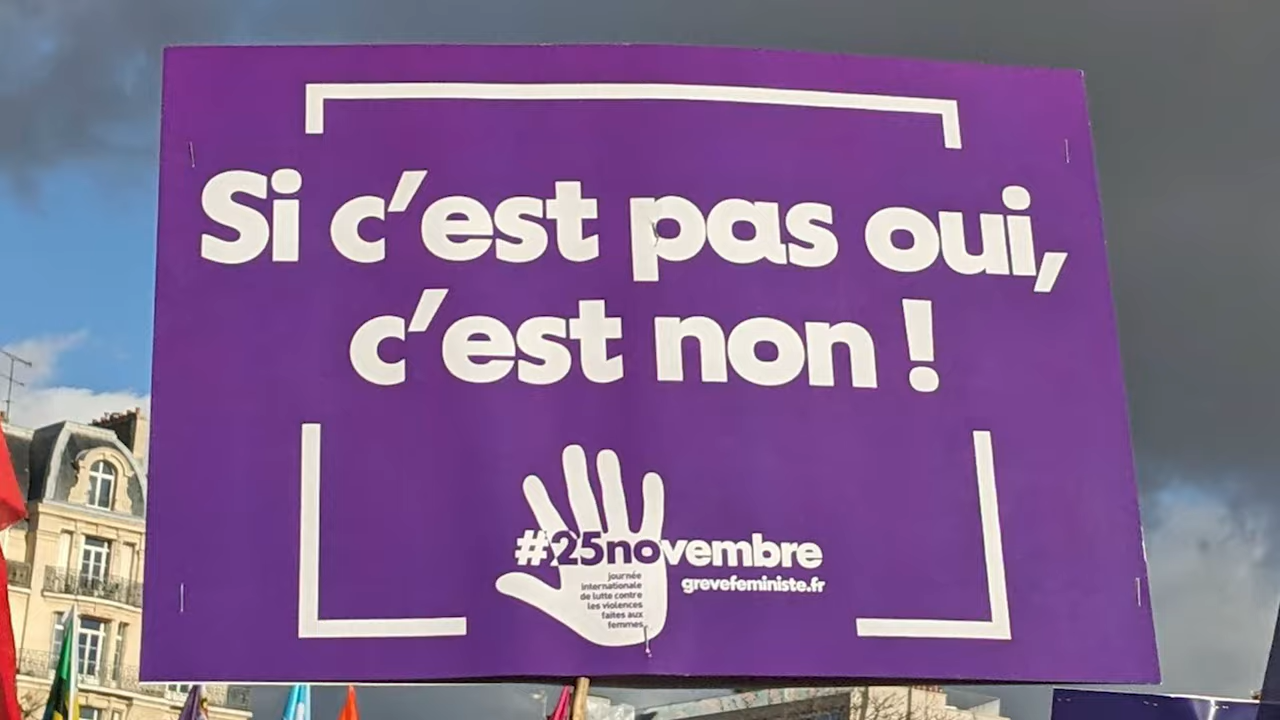 Si c'est pas oui,
c'est non !
#25novembre
grevefeministe.fr
journée
internationale
de lutte contre
les violences
faites aux
femmes